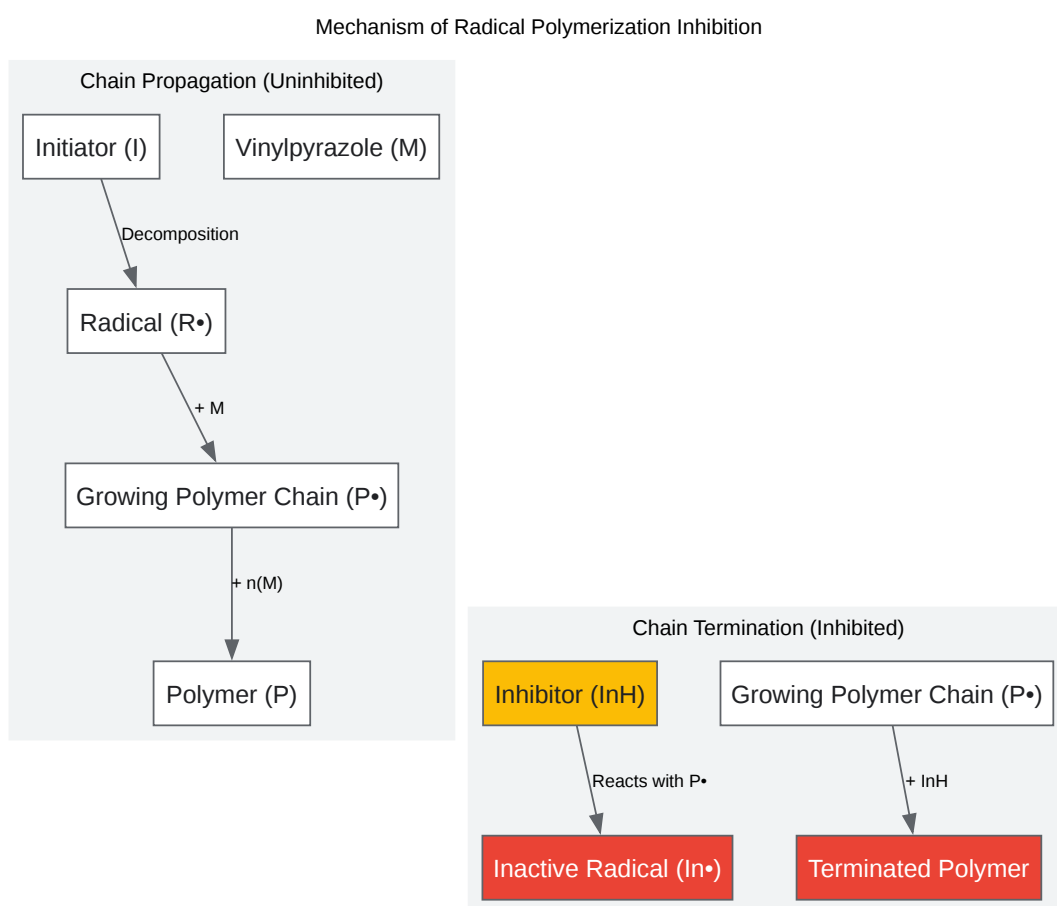 Mechanism of Radical Polymerization Inhibition
Chain Propagation (Uninhibited)
Initiator (I)
Vinylpyrazole (M)
Decomposition
Radical (R•)
+ M
Growing Polymer Chain (P•)
+ n(M)
Polymer (P)
Chain Termination (Inhibited)
Inhibitor (InH)
Growing Polymer Chain (P•)
Reacts with P•
+ InH
Inactive Radical (In•)
Terminated Polymer